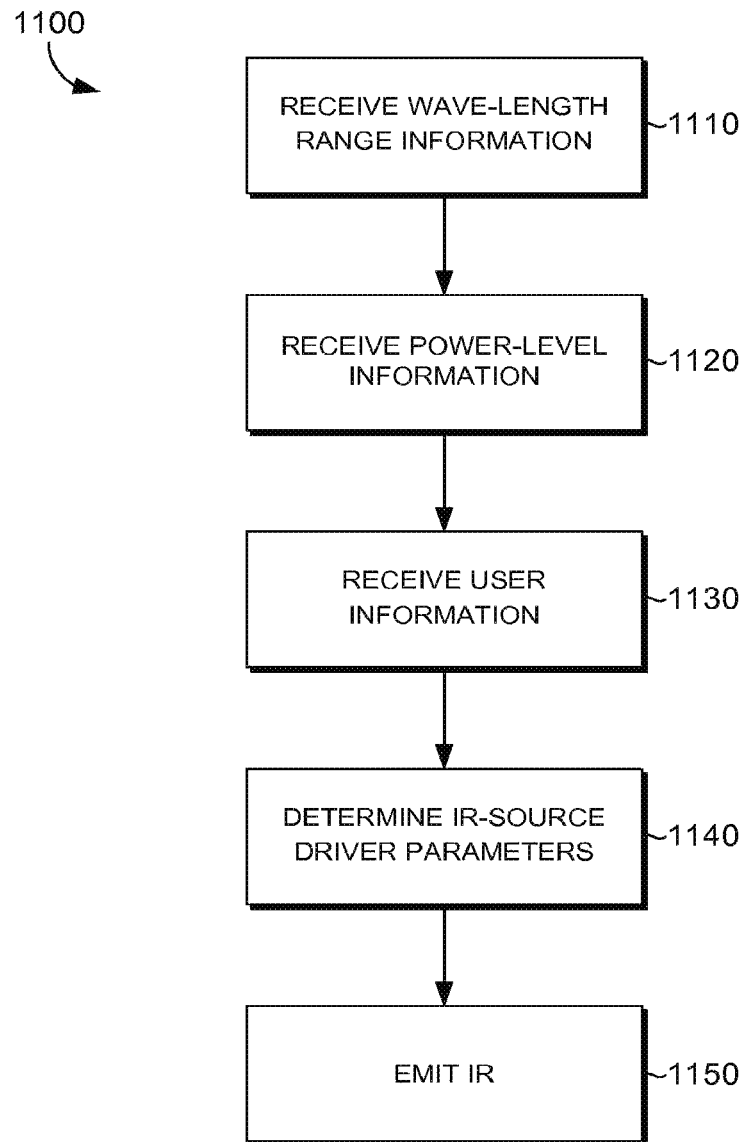 1100
RECEIVE WAVE-LENGTH
RANGE INFORMATION
1110
RECEIVE POWER-LEVEL
INFORMATION
1120
RECEIVE USER
INFORMATION
1130
DETERMINE IR-SOURCE
DRIVER PARAMETERS
1140
EMIT IR
1150